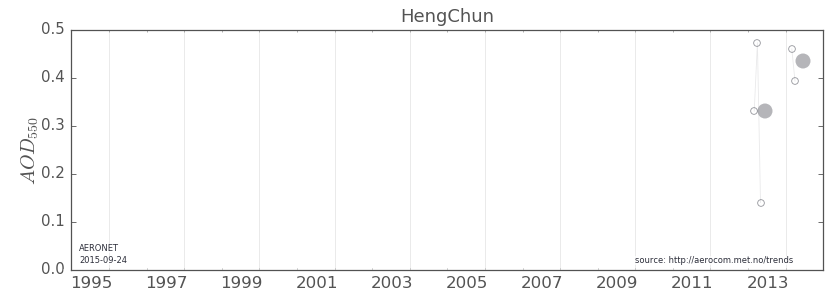 HengChun
0.5
0.4
0.3
0.2
0.1
0.0
AOD550
AERONET
2015-09-24
source: http://aerocom.met.no/trends
1995 1997 1999 2001 2003 2005 2007 2009 2011 2013